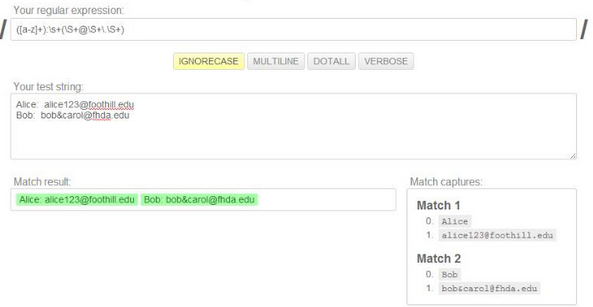 Your regular expression:
/ ([a-z]+):\s+(\S+@\S+\.\S+) /
IGNORECASE MULTILINE DOTALL VERBOSE
Your test string:
Alice:  alice123@foothill.edu
Bob:  bob&carol@fhda.edu
Match result:
Alice: alice123@foothill.edu Bob: bob&carol@fhda.edu
Match captures:
Match 1
0. Alice
1. alice123@foothill.edu
Match 2
0. Bob
1. bob&carol@fhda.edu